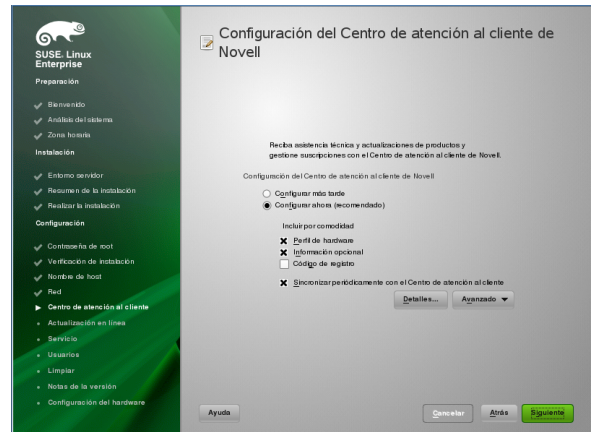 SUSE. Linux
Enterprise
Preparación
Bienvenido
Análisis del sistema
Zona horaria
Instalación
Entorno servidor
Resumen de la instalación
Realizar la instalación
Configuración
Contraseña de root
Verificación de instalación
Nombre de host
Red
Centro de atención al cliente
Actualización en línea
Servicio
Usuarios
Limpiar
Notas de la versión
Configuración del hardware
Configuración del Centro de atención al cliente de
Novell
Reciba asistencia técnica y actualizaciones de productos y
gestione suscripciones con el Centro de atención al cliente de Novell.
Configuración del Centro de atención al cliente de Novell
Configurar más tarde
Configurar ahora (recomendado)
Incluir por comodidad
Perfil de hardware
Información opcional
Código de registro
Sincronizar periódicamente con el Centro de atención al cliente
Detalles... Avanzado
Ayuda Cancelar Atrás Siguiente